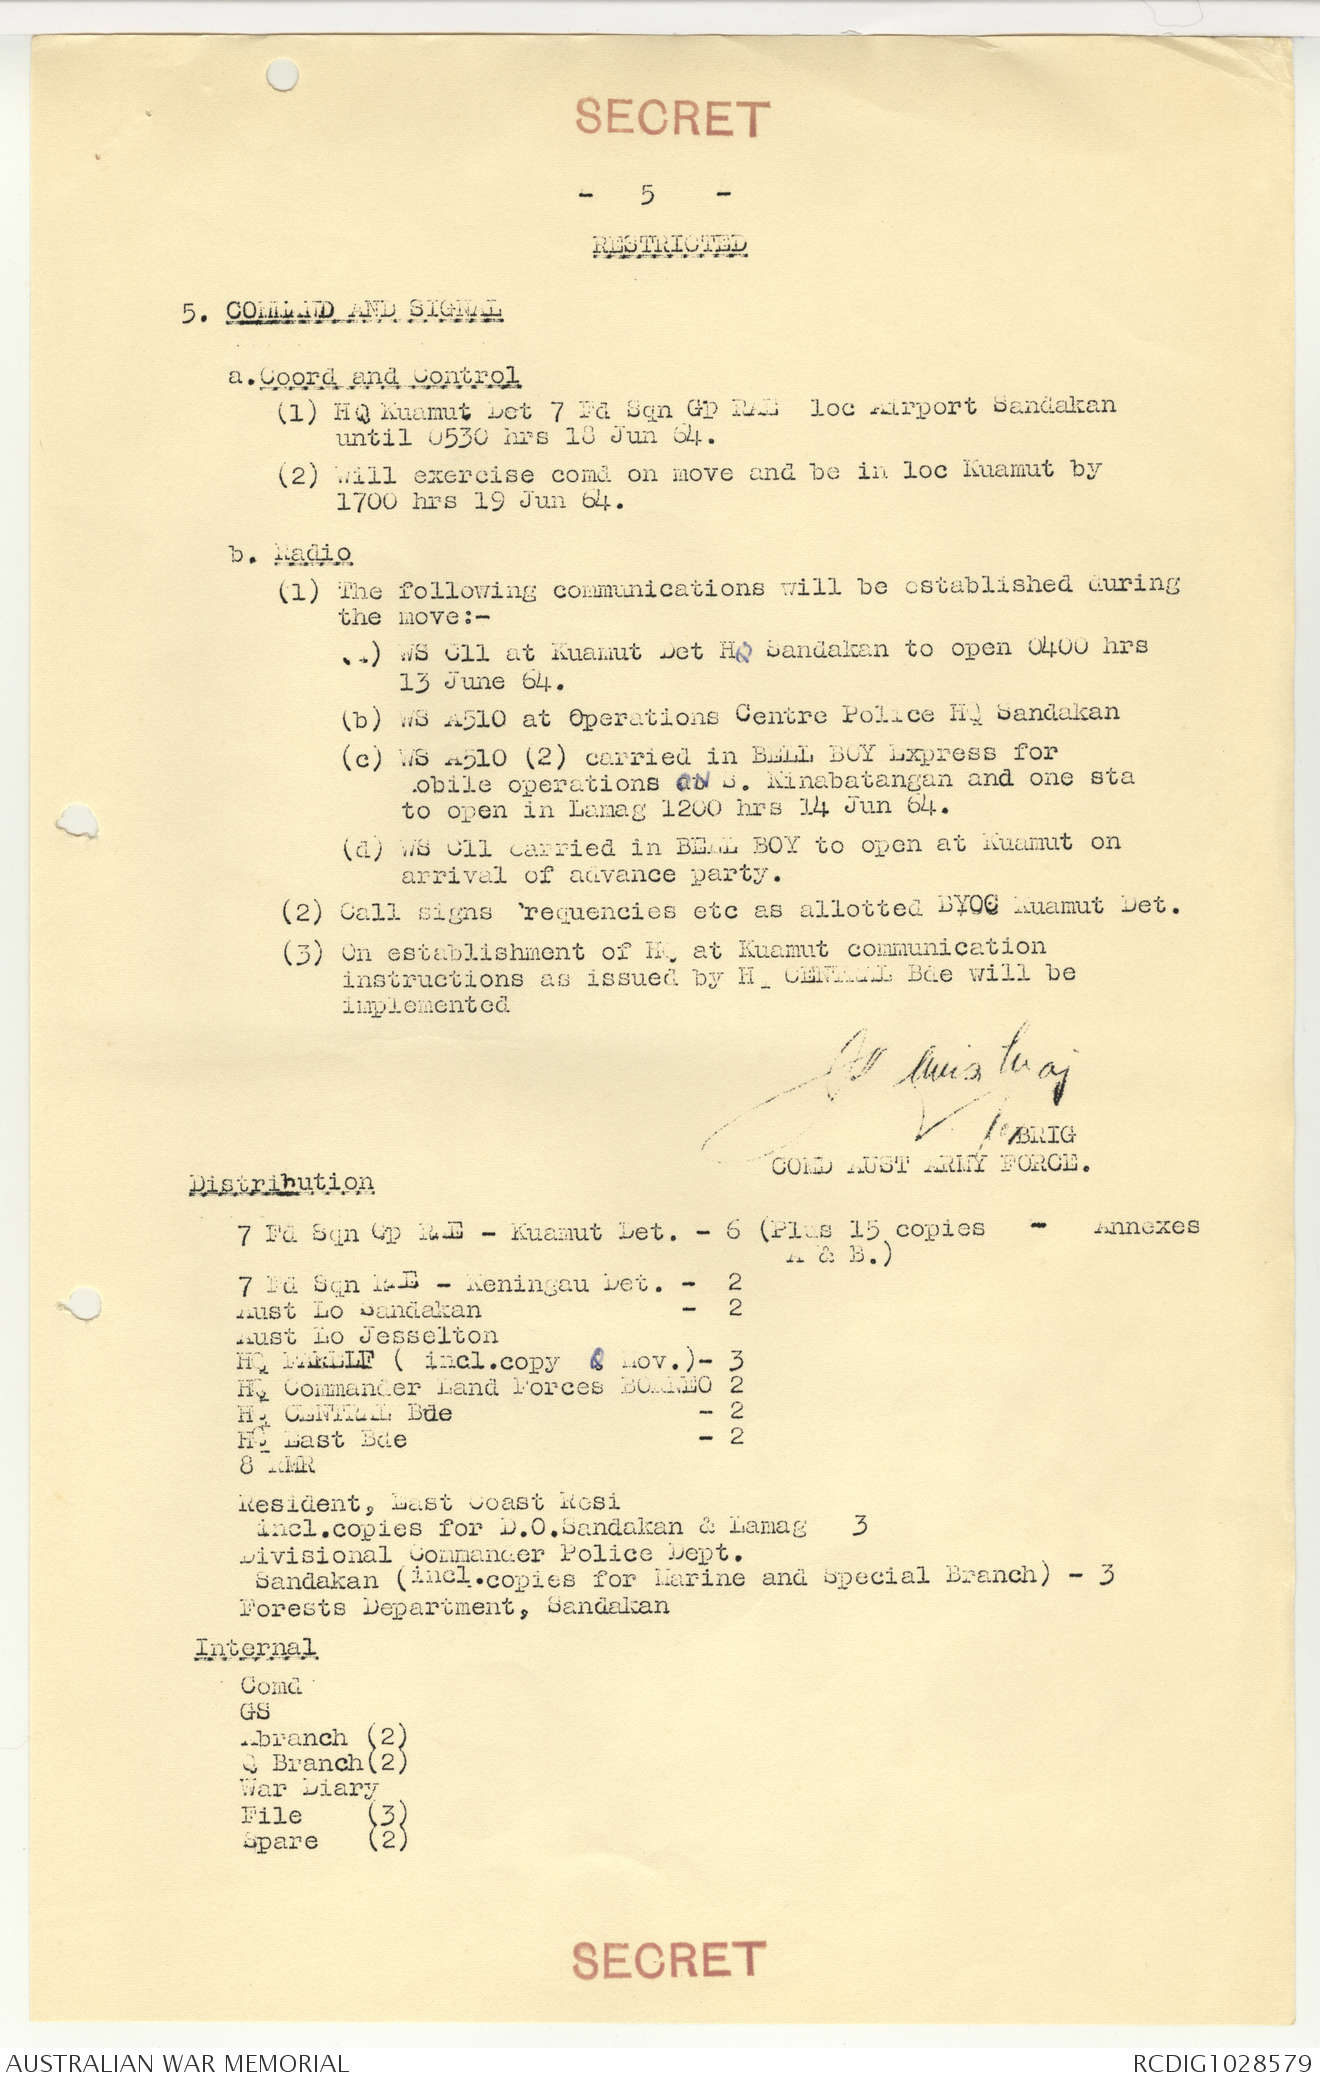 SECRET
- 5 -
RESTRICTED
5. COMMAND AND SIGNAL
a. Coord and Control
(1) HQ Kuamut Det 7 Fd Sqn Gp RAE loc Airport Sandakan
until 0530 hrs 18 Jun 64.
(2) Will exercise comd on move and be in loc Kuamut by
1700 hrs 19 Jun 64.
b. Radio
(1) The following communications will be established during
the move:-
(a) WS C11 at Kuamut Det HQ Sandakan to open 0400 hrs
13 June 64.
(b) WS A510 at Operations Centre Police HQ Sandakan
(c) WS A510 (2) carried in BELL BOY Express for
mobile operations ON S. Kinabatangan and one sta
to open in Lamag 1200 hrs 14 Jun 64.
(d) WS C11 carried in BELL BOY to open at Kuamut on
arrival of advance party.
(2) Call signs frequencies etc as allotted BYOC Kuamut Det.
(3) On establishment of HQ at Kuamut communication
instructions as issued by HQ CENTRAL Bde will be
implemented
Maj
for BRIG
COMD AUST ARMY FORCE.
Distribution
7 Fd Sqn Gp RAE - Kuamut Det. - 6 (Plus 15 copies - Annexes
A & B.)
7 Fd Sqn RAE - Keningau Det. - 2
Aust Lo Sandakan - 2
Aust Lo Jesselton
HQ FARELF ( incl.copy Q Mov.)- 3
HQ Commander Land Forces BORNEO 2
HQ CENTRAL Bde - 2
HQ East Bde - 2
8 RMR
Resident, East Coast Resi
incl.copies for D.O.Sandakan & Lamag 3
Divisional Commander Police Dept.
Sandakan (incl.copies for Marine and Special Branch) - 3
Forests Department, Sandakan
Internal
Comd
GS
Abranch (2)
Q Branch(2)
War Diary
File (3)
Spare (2)
SECRET
AUSTRALIAN WAR MEMORIAL
RCDIG1028579